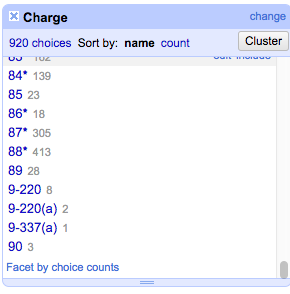 Charge change
920 choices Sort by: name count Cluster
84* 139
85 23
86* 18
87* 305
88* 413
89 28
9-220 8
9-220(a) 2
9-337(a) 1
90 3
Facet by choice counts